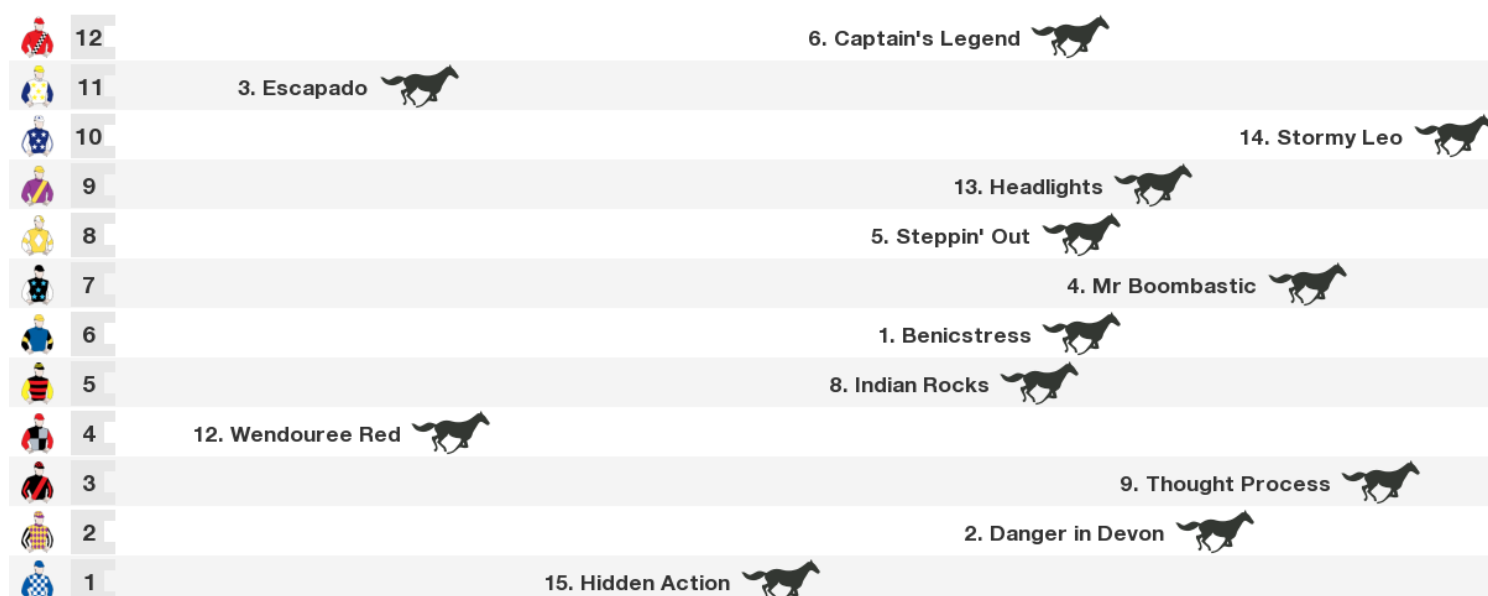 12 6. Captain's Legend
11 3. Escapado
10 14. Stormy Leo
9 13. Headlights
8 5. Steppin' Out
7 4. Mr Boombastic
6 1. Benicstress
5 8. Indian Rocks
4 12. Wendouree Red
3 9. Thought Process
2 2. Danger in Devon
1 15. Hidden Action